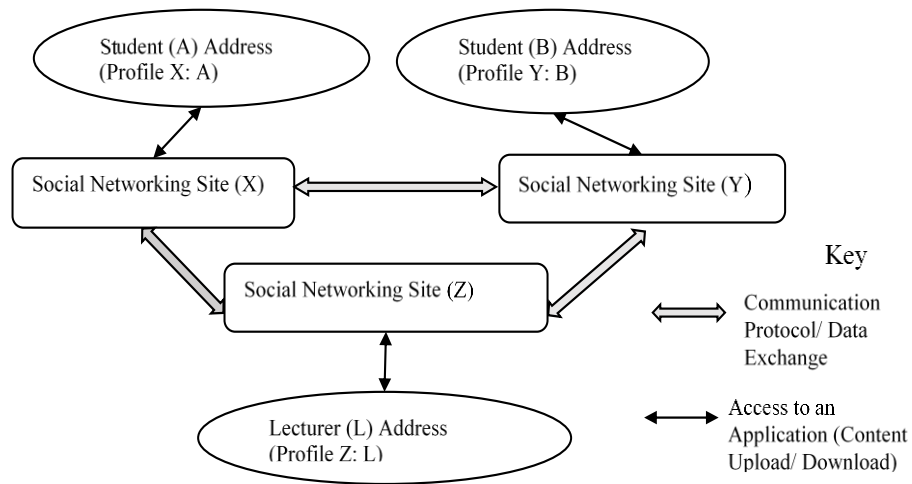 Student (A) Address
(Profile X: A)
Student (B) Address
(Profile Y: B)
Social Networking Site (X)
Social Networking Site (Y)
Social Networking Site (Z)
Lecturer (L) Address
(Profile Z: L)
Key
Communication
Protocol/ Data
Exchange
Access to an
Application (Content
Upload/ Download)